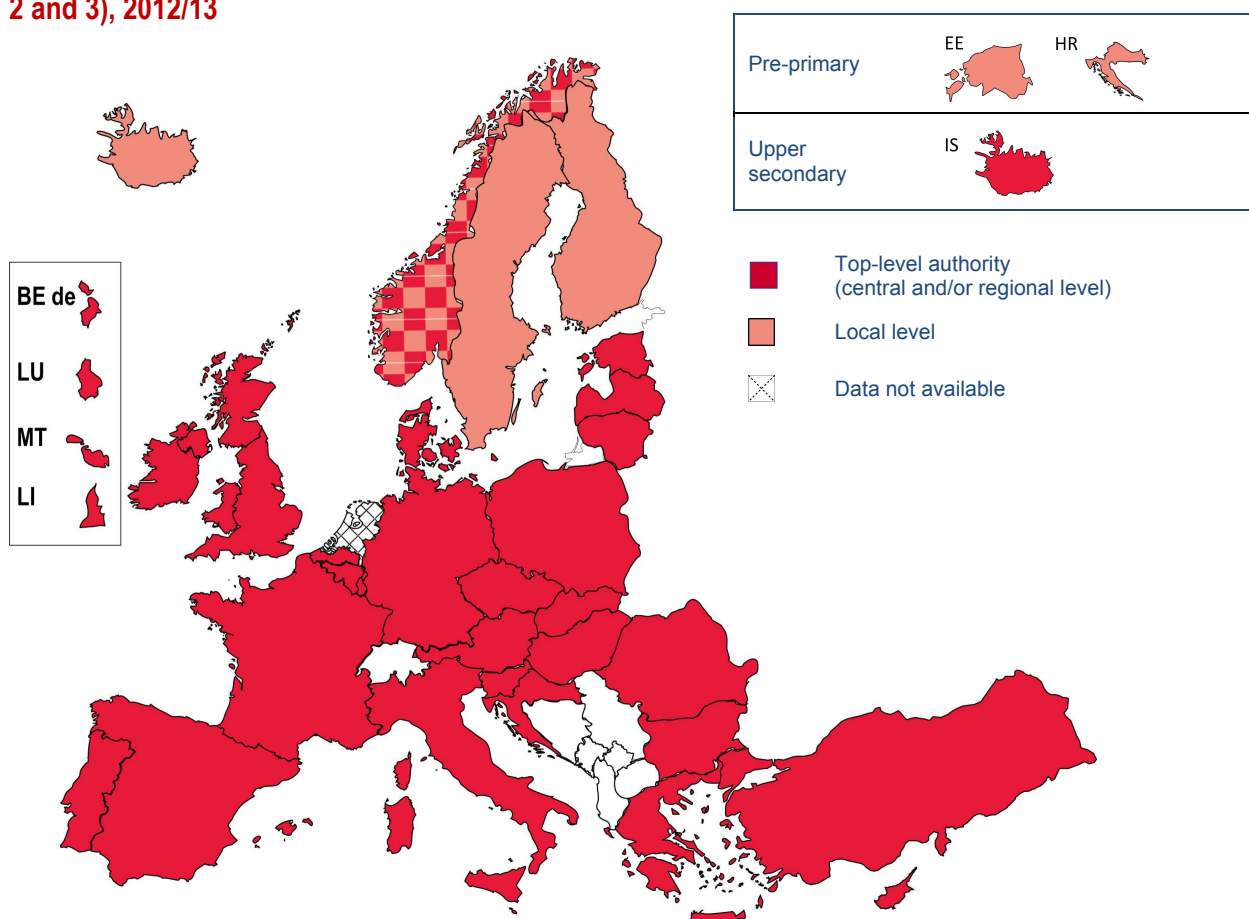 2 and 3), 2012/13
Pre-primary
EE
HR
Upper
secondary
IS
Top-level authority
(central and/or regional level)
Local level
Data not available
BE de
LU
MT
LI